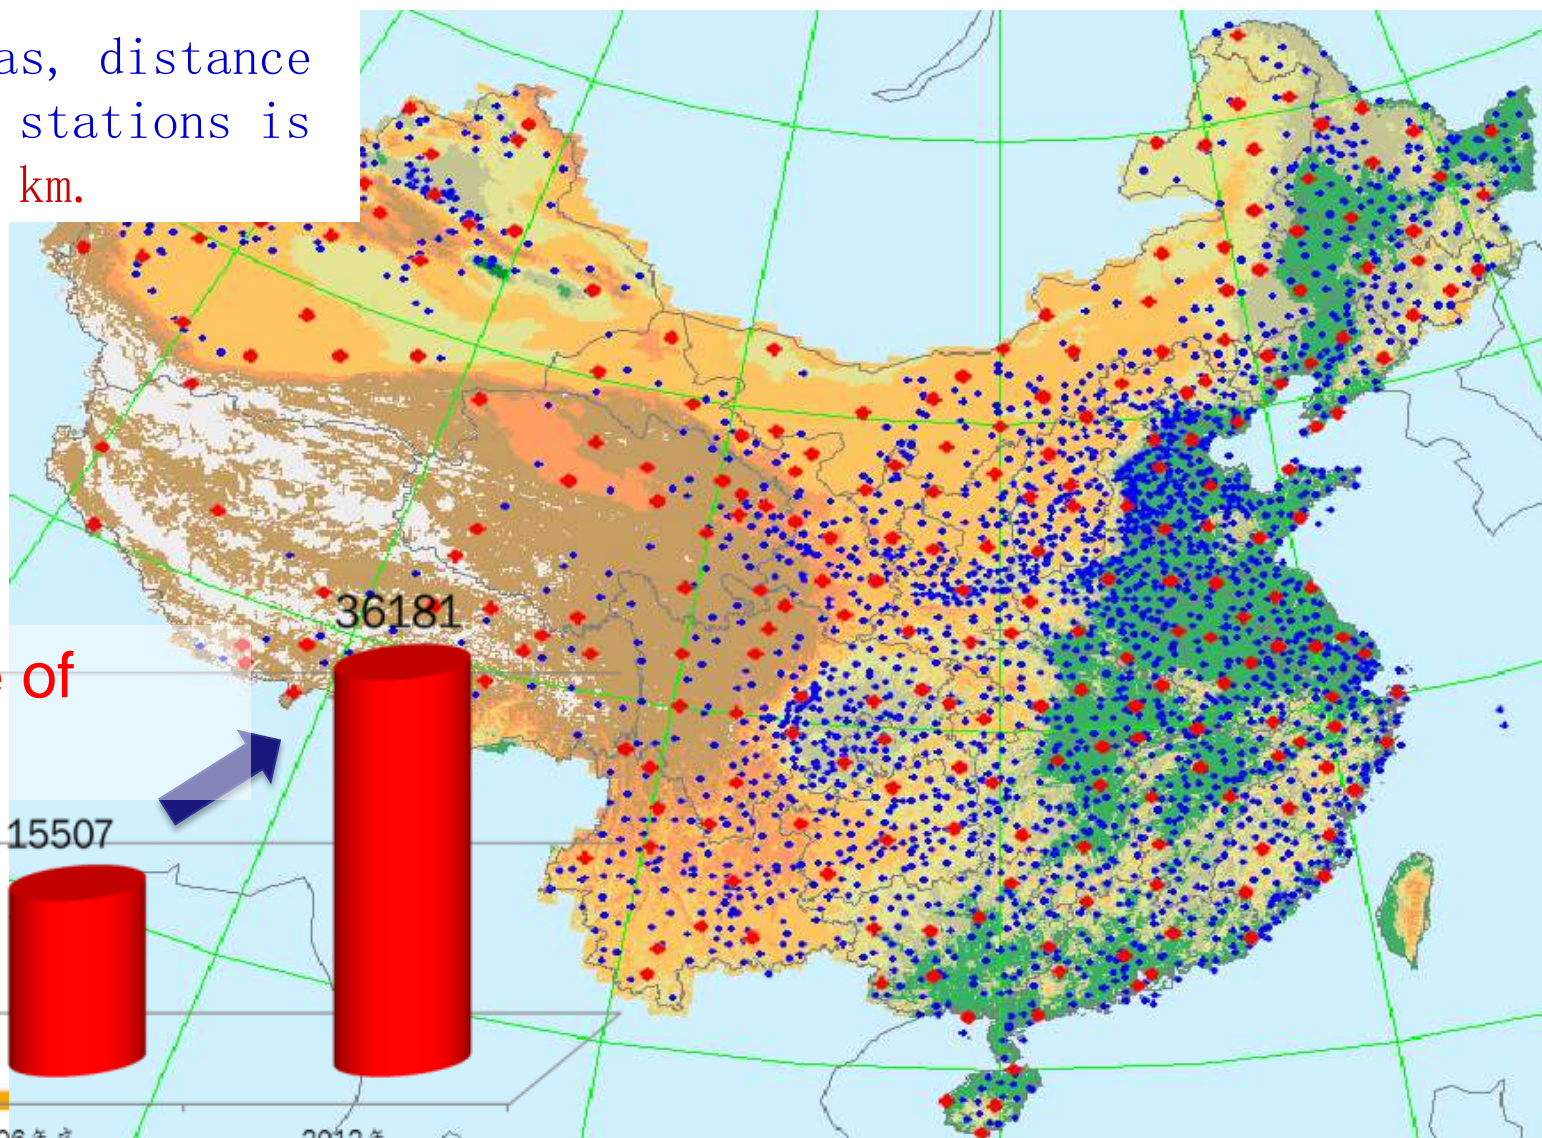 as, distance
stations is
km.
36181
of
15507